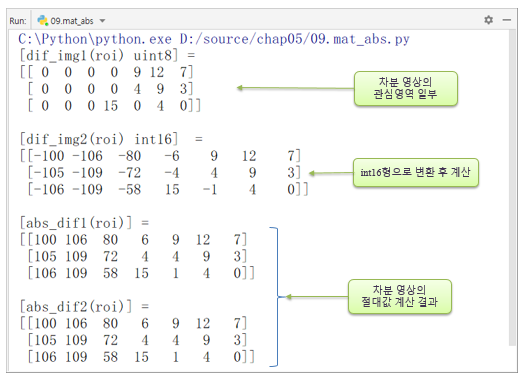 Run: 09.mat_abs
C:\Python\python.exe D:/source/chap05/09.mat_abs.py
[dif_img1(roi) uint8] =
[[ 0 0 0 0 9 12 7]
[ 0 0 0 0 4 9 3]
[ 0 0 0 15 0 4 0]]
차분 영상의
관심영역 일부
[dif_img2(roi) int16] =
[[-100 -106 -80 -6 9 12 7]
[-105 -109 -72 -4 4 9 3]
[-106 -109 -58 15 -1 4 0]]
int16형으로 변환 후 계산
[abs_dif1(roi)] =
[[100 106 80 6 9 12 7]
[105 109 72 4 4 9 3]
[106 109 58 15 1 4 0]]
차분 영상의
절대값 계산 결과
[abs_dif2(roi)] =
[[100 106 80 6 9 12 7]
[105 109 72 4 4 9 3]
[106 109 58 15 1 4 0]]